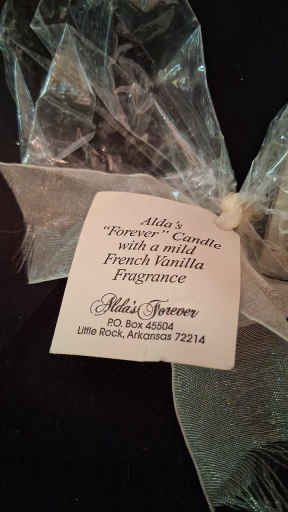 Alda's
"Forever" Candle
with a mild
French Vanilla
Fragrance
Alda's Forever
P.O. Box 45504
Little Rock, Arkansas 72214